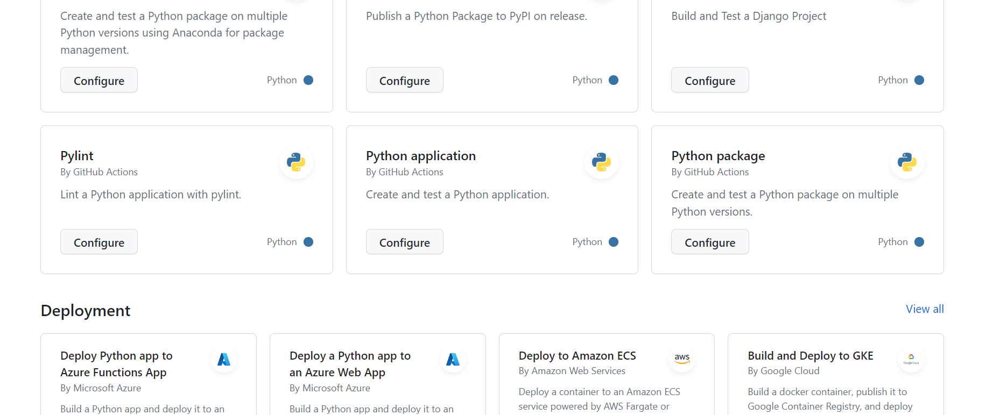 Create and test a Python package on multiple
Python versions using Anaconda for package
management.
Configure
Python
Publish a Python Package to PyPI on release.
Configure
Python
Build and Test a Django Project
Configure
Python
Pylint
By GitHub Actions
Lint a Python application with pylint.
Configure
Python
Python application
By GitHub Actions
Create and test a Python application.
Configure
Python
Python package
By GitHub Actions
Create and test a Python package on multiple
Python versions.
Configure
Python
Deployment
View all
Deploy Python app to
Azure Functions App
By Microsoft Azure
Build a Python app and deploy it to an
Deploy a Python app to
an Azure Web App
By Microsoft Azure
Build a Python app and deploy it to an
Deploy to Amazon ECS
By Amazon Web Services
aws
Deploy a container to an Amazon ECS
service powered by AWS Fargate or
Build and Deploy to GKE
By Google Cloud
Google Cloud
Build a docker container, publish it to
Google Container Registry, and deploy